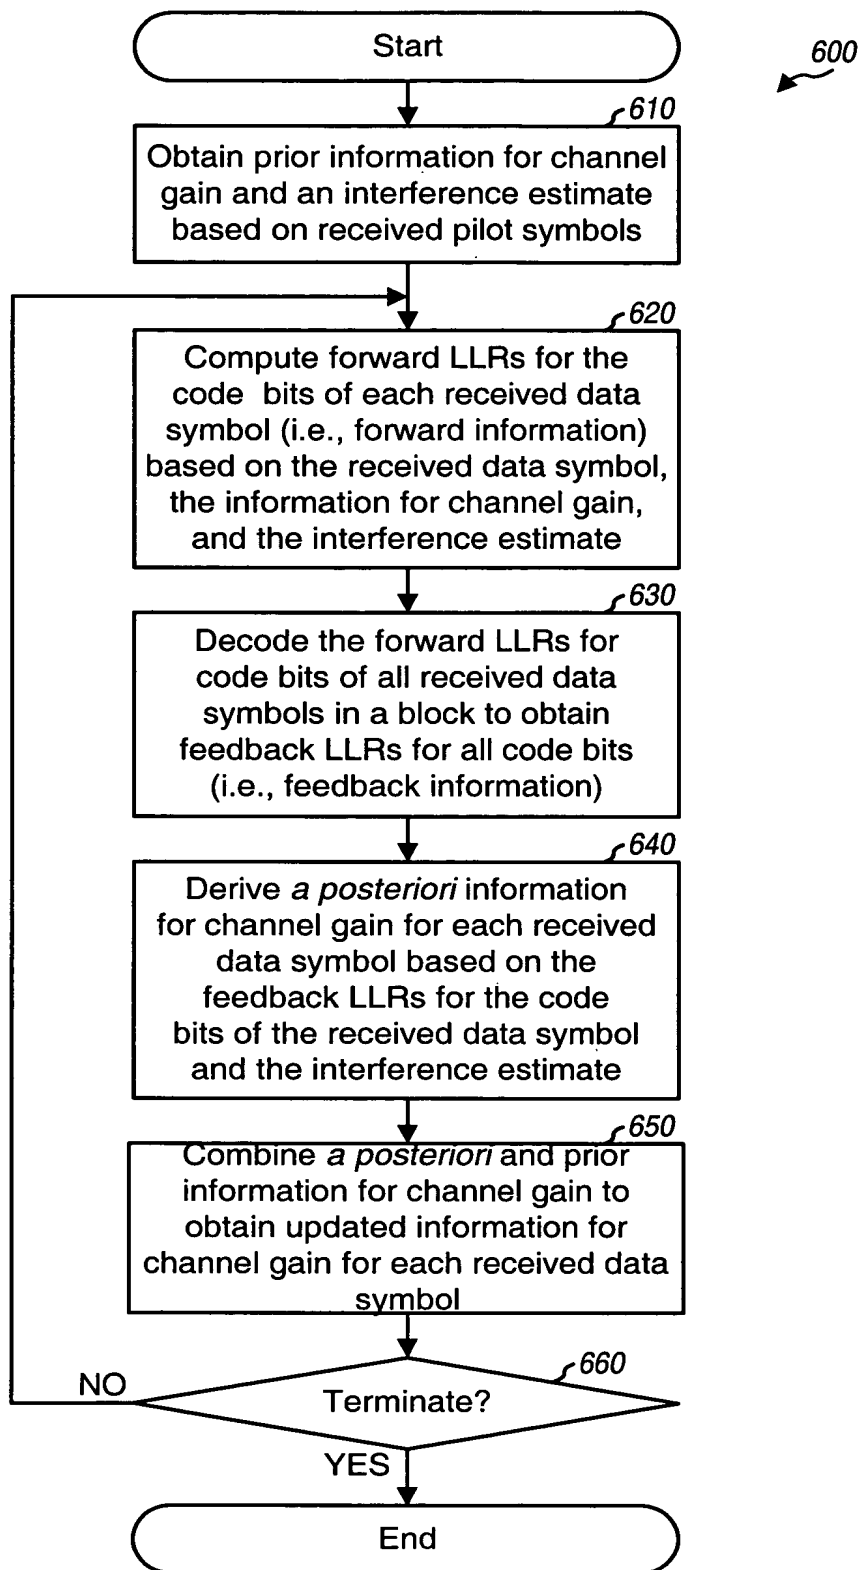 Start
600
610
Obtain prior information for channel
gain and an interference estimate
based on received pilot symbols
620
Compute forward LLRs for the
code bits of each received data
symbol (i.e., forward information)
based on the received data symbol,
the information for channel gain,
and the interference estimate
630
Decode the forward LLRs for
code bits of all received data
symbols in a block to obtain
feedback LLRs for all code bits
(i.e., feedback information)
640
Derive a posteriori information
for channel gain for each received
data symbol based on the
feedback LLRs for the code
bits of the received data symbol
and the interference estimate
650
Combine a posteriori and prior
information for channel gain to
obtain updated information for
channel gain for each received data
symbol
660
NO
Terminate?
YES
End